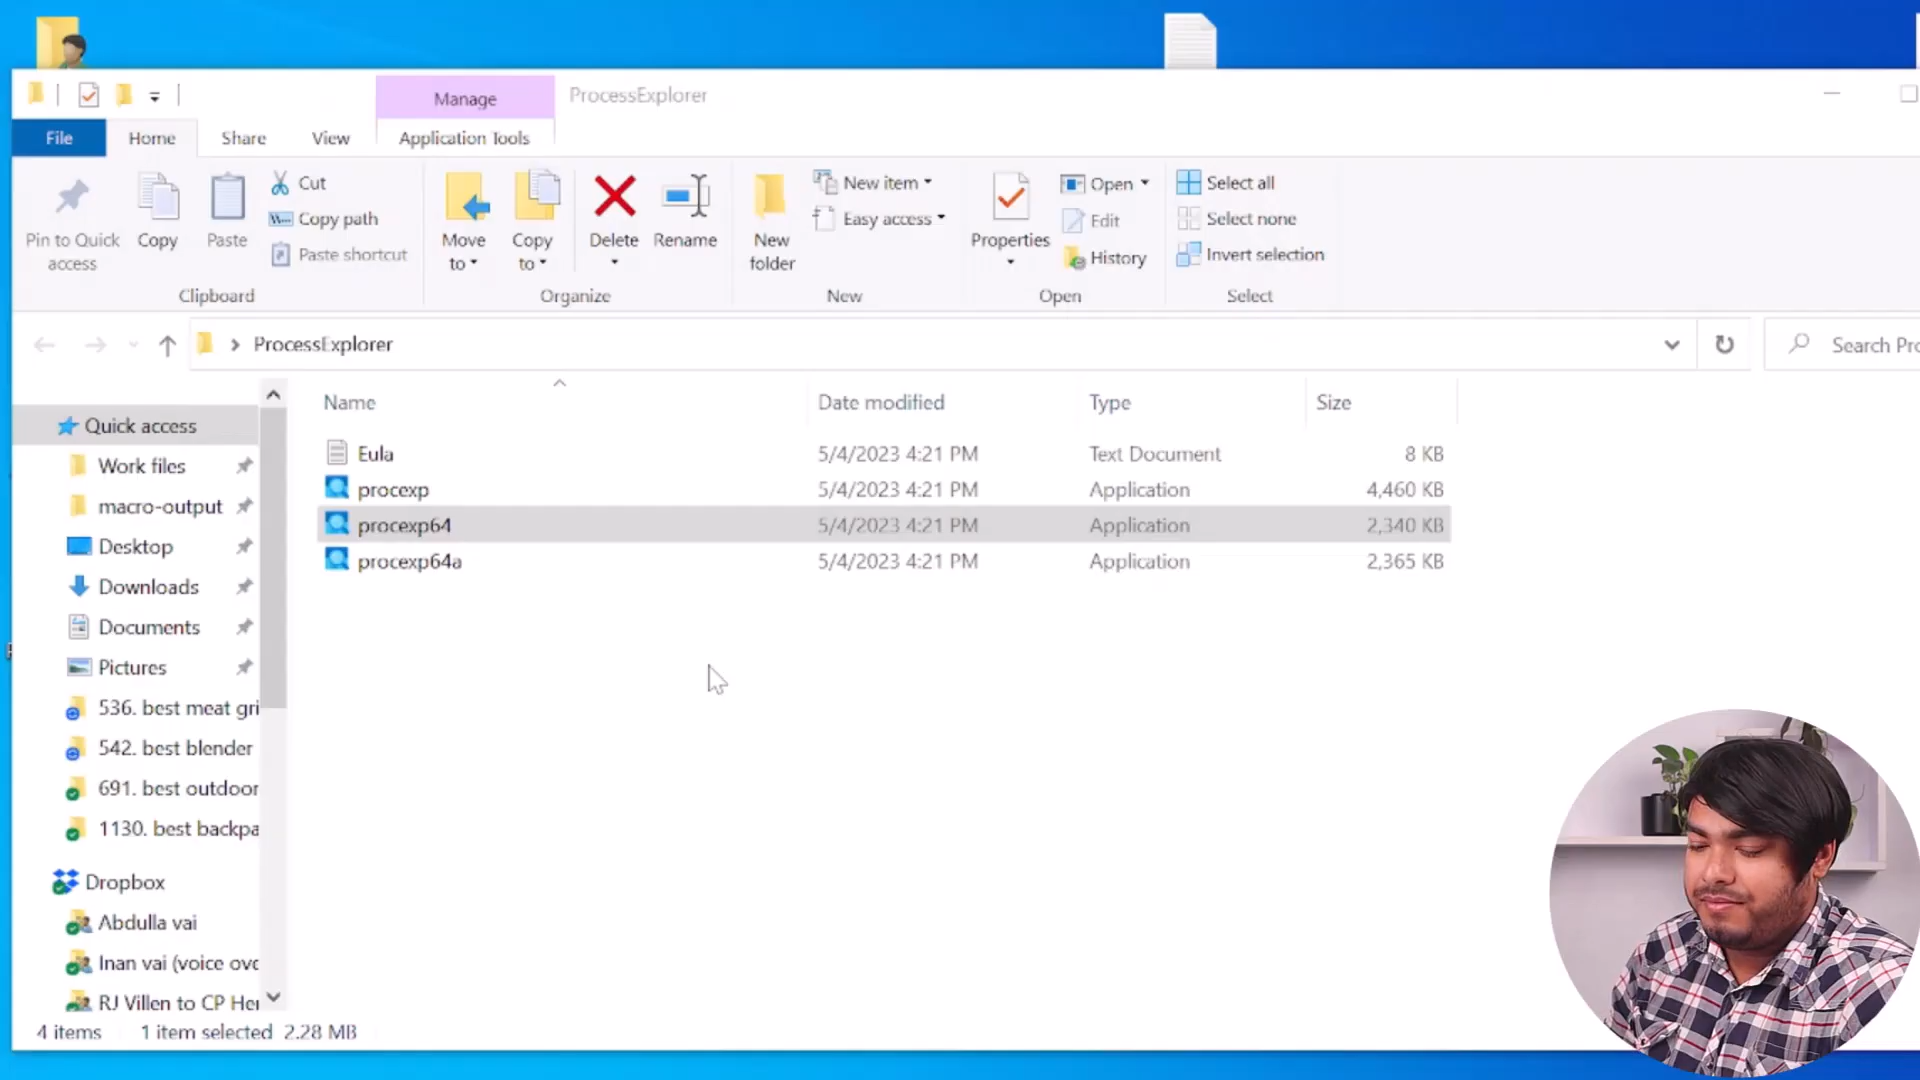 Manage
ProcessExplorer
File
Home
Share
View
Application Tools
Pin to Quick access
Copy
Paste
Cut
Copy path
Paste shortcut
Clipboard
Move to
Copy to
Delete
Rename
Organize
New folder
New item
Easy access
New
Properties
Open
Edit
History
Open
Select all
Select none
Invert selection
Select
ProcessExplorer
Search Pro
Name Date modified Type Size
Eula 5/4/2023 4:21 PM Text Document 8 KB
procexp 5/4/2023 4:21 PM Application 4,460 KB
procexp64 5/4/2023 4:21 PM Application 2,340 KB
procexp64a 5/4/2023 4:21 PM Application 2,365 KB
Quick access
Work files
macro-output
Desktop
Downloads
Documents
Pictures
536. best meat gri
542. best blender
691. best outdoor
1130. best backpa
Dropbox
Abdulla vai
Inan vai (voice ove
RJ Villen to CP Her
4 items 1 item selected 2.28 MB